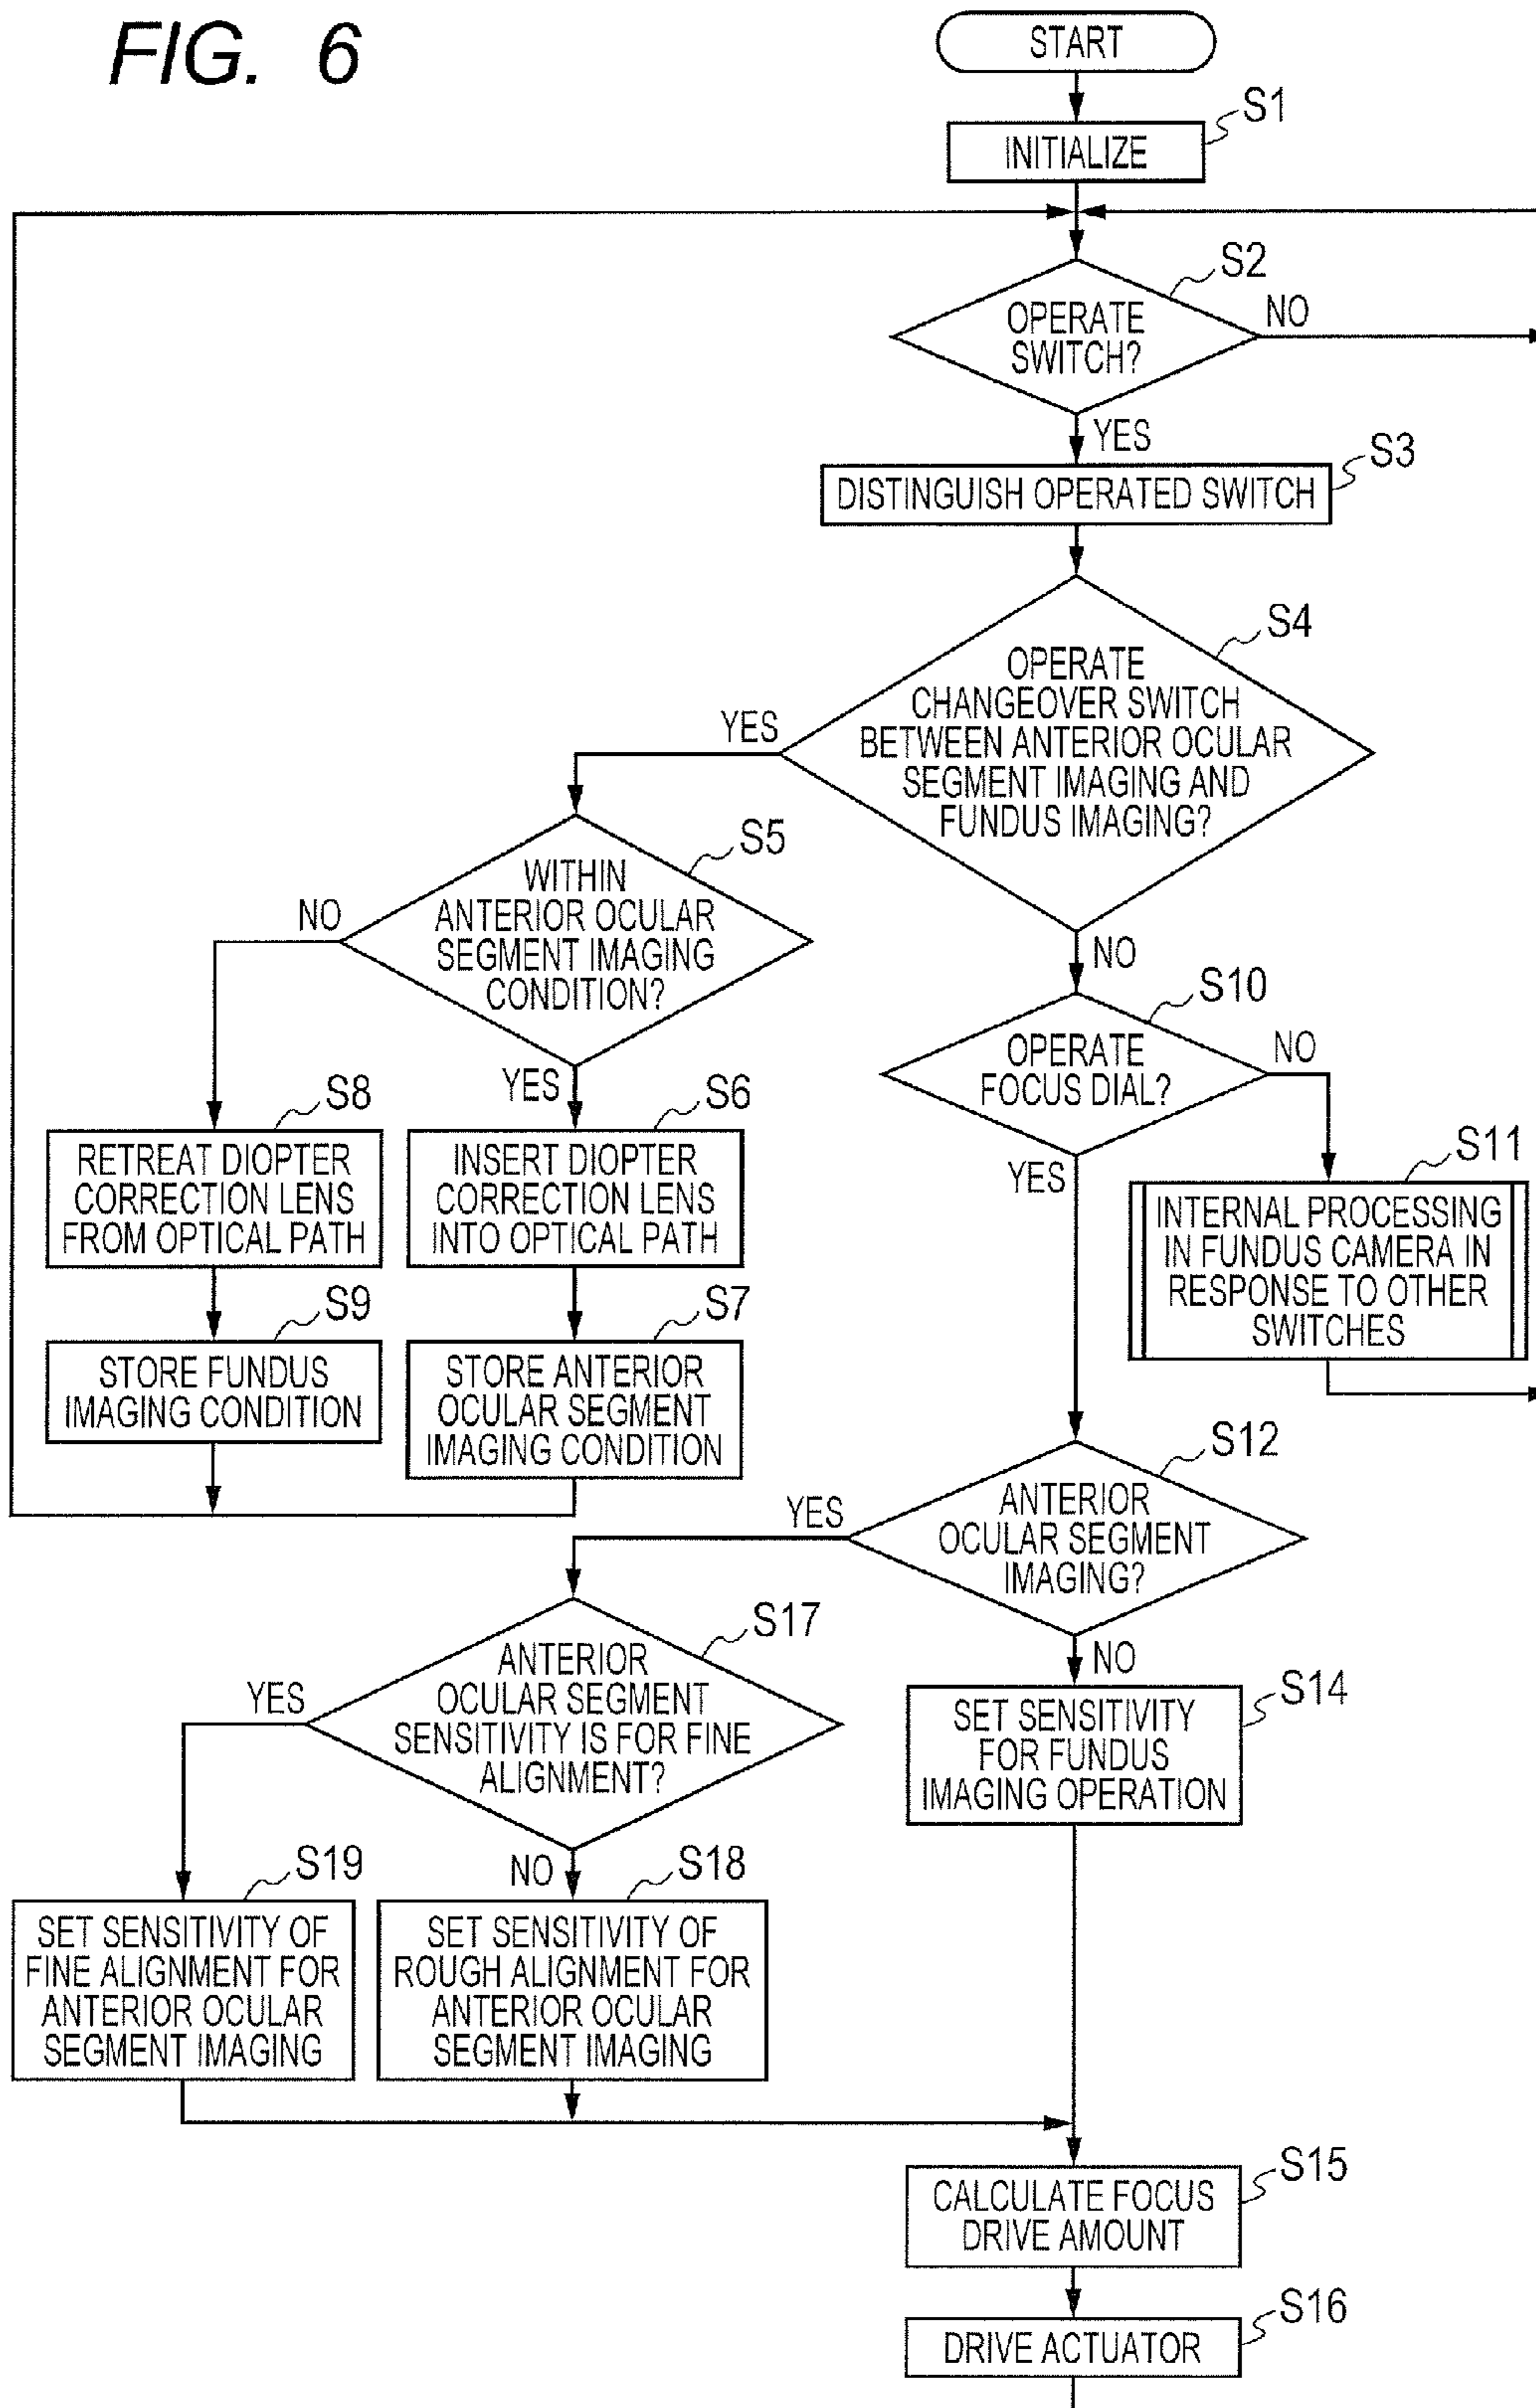 FIG. 6
START
S1
INITIALIZE
S2
OPERATE
SWITCH?
NO
YES
S3
DISTINGUISH OPERATED SWITCH
S4
OPERATE
CHANGEOVER SWITCH
BETWEEN ANTERIOR OCULAR
SEGMENT IMAGING AND
FUNDUS IMAGING?
YES
NO
S5
WITHIN
ANTERIOR OCULAR
SEGMENT IMAGING
CONDITION?
NO
YES
S8
RETREAT DIOPTER
CORRECTION LENS
FROM OPTICAL PATH
S6
INSERT DIOPTER
CORRECTION LENS
INTO OPTICAL PATH
S9
STORE FUNDUS
IMAGING CONDITION
S7
STORE ANTERIOR
OCULAR SEGMENT
IMAGING CONDITION
S10
OPERATE
FOCUS DIAL?
NO
YES
S11
INTERNAL PROCESSING
IN FUNDUS CAMERA IN
RESPONSE TO OTHER
SWITCHES
S12
ANTERIOR
OCULAR SEGMENT
IMAGING?
YES
NO
S17
ANTERIOR
OCULAR SEGMENT
SENSITIVITY IS FOR FINE
ALIGNMENT?
YES
NO
S14
SET SENSITIVITY
FOR FUNDUS
IMAGING OPERATION
S19
SET SENSITIVITY OF
FINE ALIGNMENT FOR
ANTERIOR OCULAR
SEGMENT IMAGING
S18
SET SENSITIVITY OF
ROUGH ALIGNMENT FOR
ANTERIOR OCULAR
SEGMENT IMAGING
S15
CALCULATE FOCUS
DRIVE AMOUNT
S16
DRIVE ACTUATOR